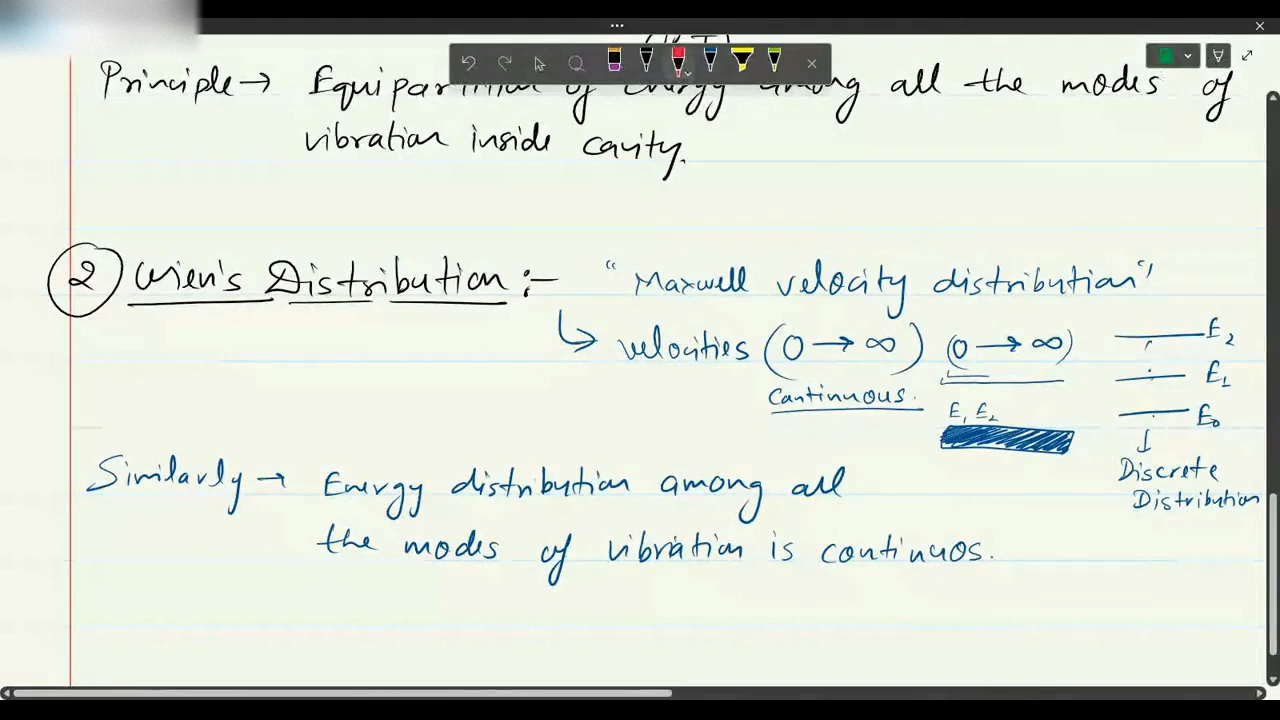 Principle → Equipartition of Energy among all the modes of
vibration inside cavity.
2 Wien's Distribution :- "Maxwell velocity distribution"
velocities (0 → ∞) (0 → ∞)
Continuous.
E1 E2
E2
E1
E0
Discrete
Distribution
Similarly → Energy distribution among all
the modes of vibration is continuos.